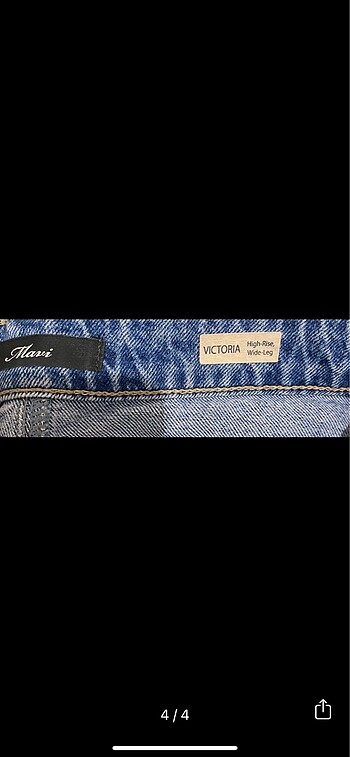 Mavi
VICTORIA
High-Rise,
Wide-Leg
4/4